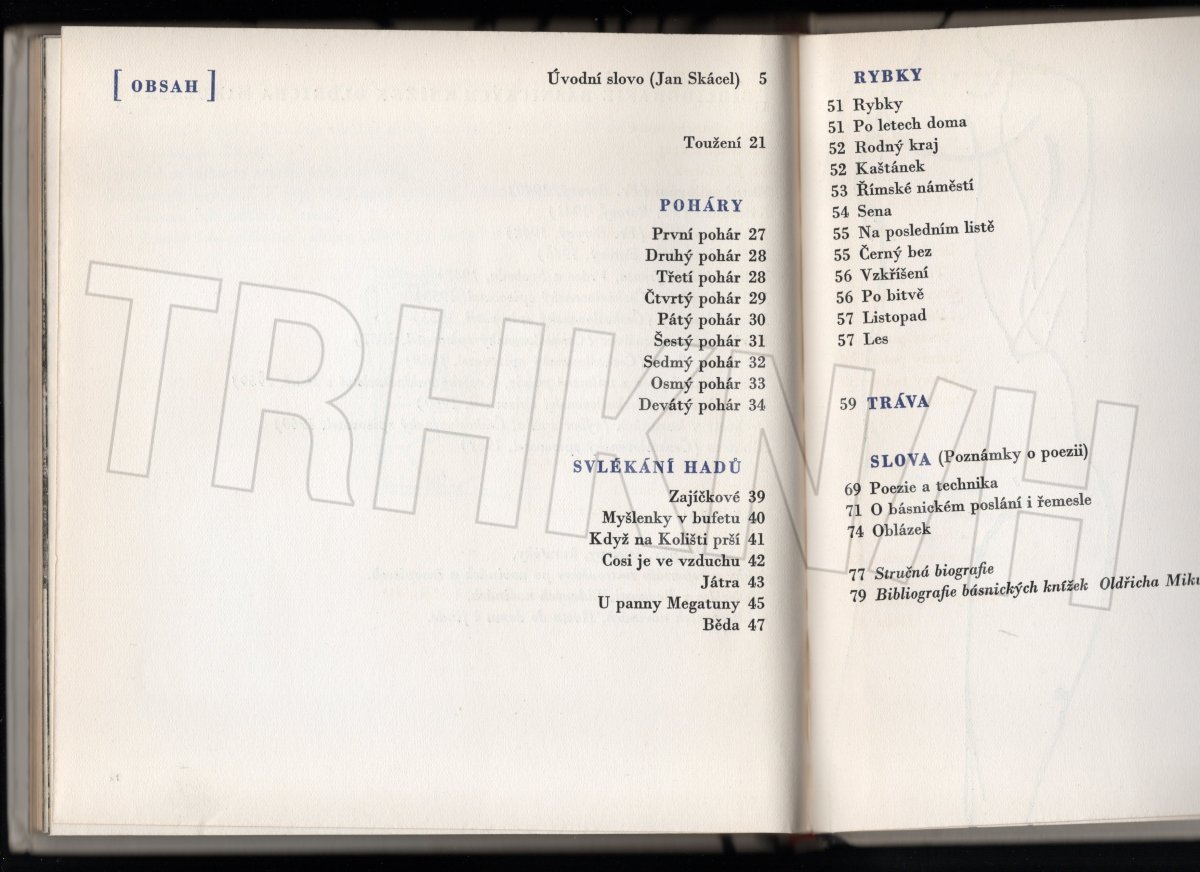 [ OBSAH ]
Úvodní slovo (Jan Skácel) 5
Toužení 21
POHÁRY
První pohár 27
Druhý pohár 28
Třetí pohár 28
Čtvrtý pohár 29
Pátý pohár 30
Šestý pohár 31
Sedmý pohár 32
Osmý pohár 33
Devátý pohár 34
SVLÉKÁNÍ HADŮ
Zajíčkové 39
Myšlenky v bufetu 40
Když na Kolišti prší 41
Cosi je ve vzduchu 42
Játra 43
U panny Megatuny 45
Běda 47
RYBKY
51 Rybky
51 Po letech doma
52 Rodný kraj
52 Kaštánek
53 Římské náměstí
54 Sena
55 Na posledním listě
55 Černý bez
56 Vzkříšení
56 Po bitvě
57 Listopad
57 Les
59 TRÁVA
SLOVA (Poznámky o poezii)
69 Poezie a technika
71 O básnickém poslání i řemesle
74 Oblázek
77 Stručná biografie
79 Bibliografie básnických knížek Oldřicha Miku
TRHKNIH